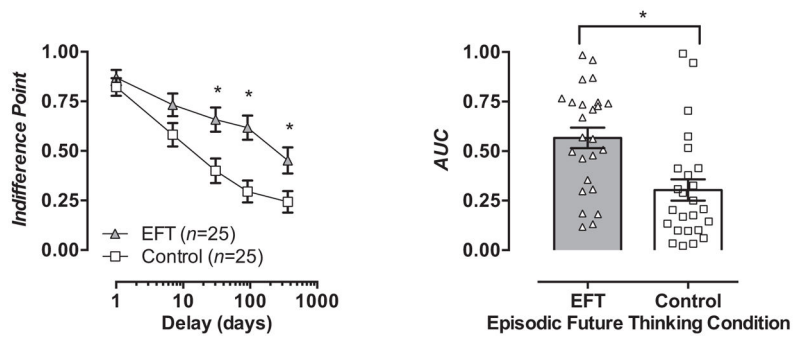 *
1.00
0.75
0.50
0.25
0.00
Indifference Point
* * *
EFT (n=25)
Control (n=25)
1 10 100 1000
Delay (days)
1.00
0.75
0.50
0.25
0.00
AUC
EFT Control
Episodic Future Thinking Condition